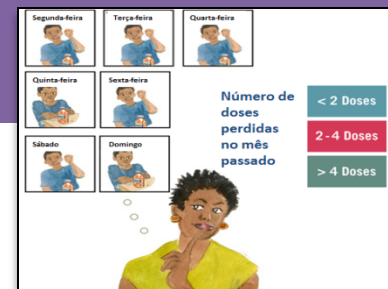 Segunda-feira
Terça-feira
Quarta-feira
Quinta-feira
Sexta-feira
Sábado
Domingo
Número de
doses
perdidas
no mês
passado
< 2 Doses
2-4 Doses
> 4 Doses